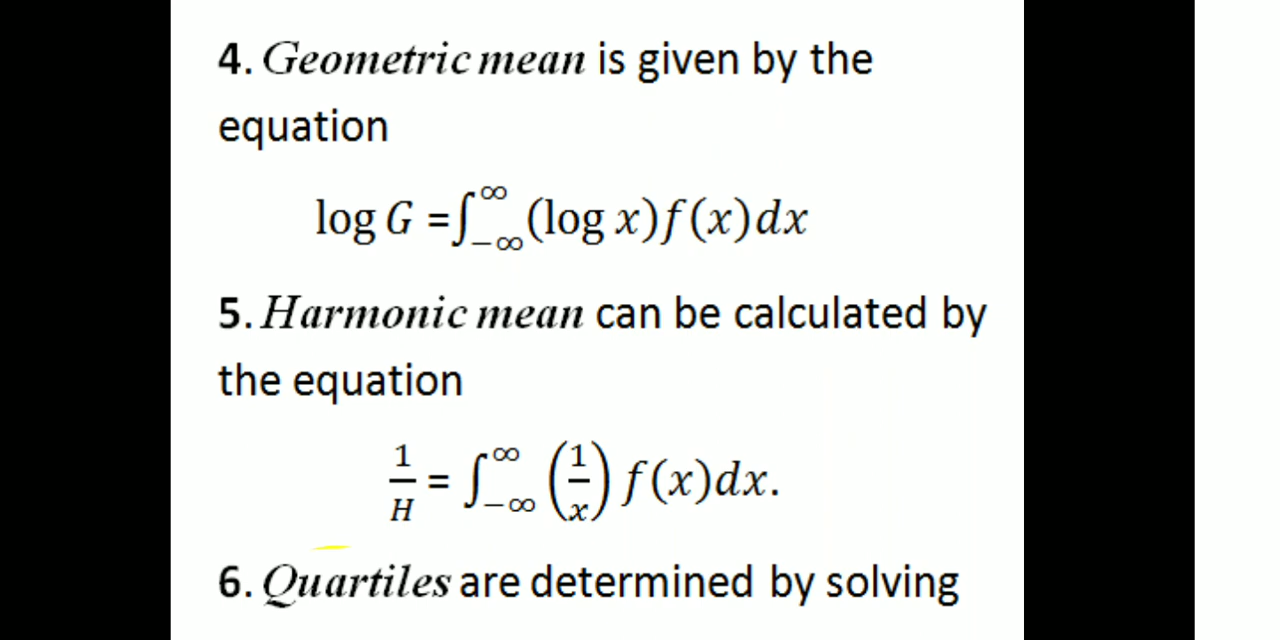 4. Geometric mean is given by the
equation
log G =∫_{-∞}^{∞}(log x)f(x)dx
5. Harmonic mean can be calculated by
the equation
1/H = ∫_{-∞}^{∞} (1/x) f(x)dx.
6. Quartiles are determined by solving